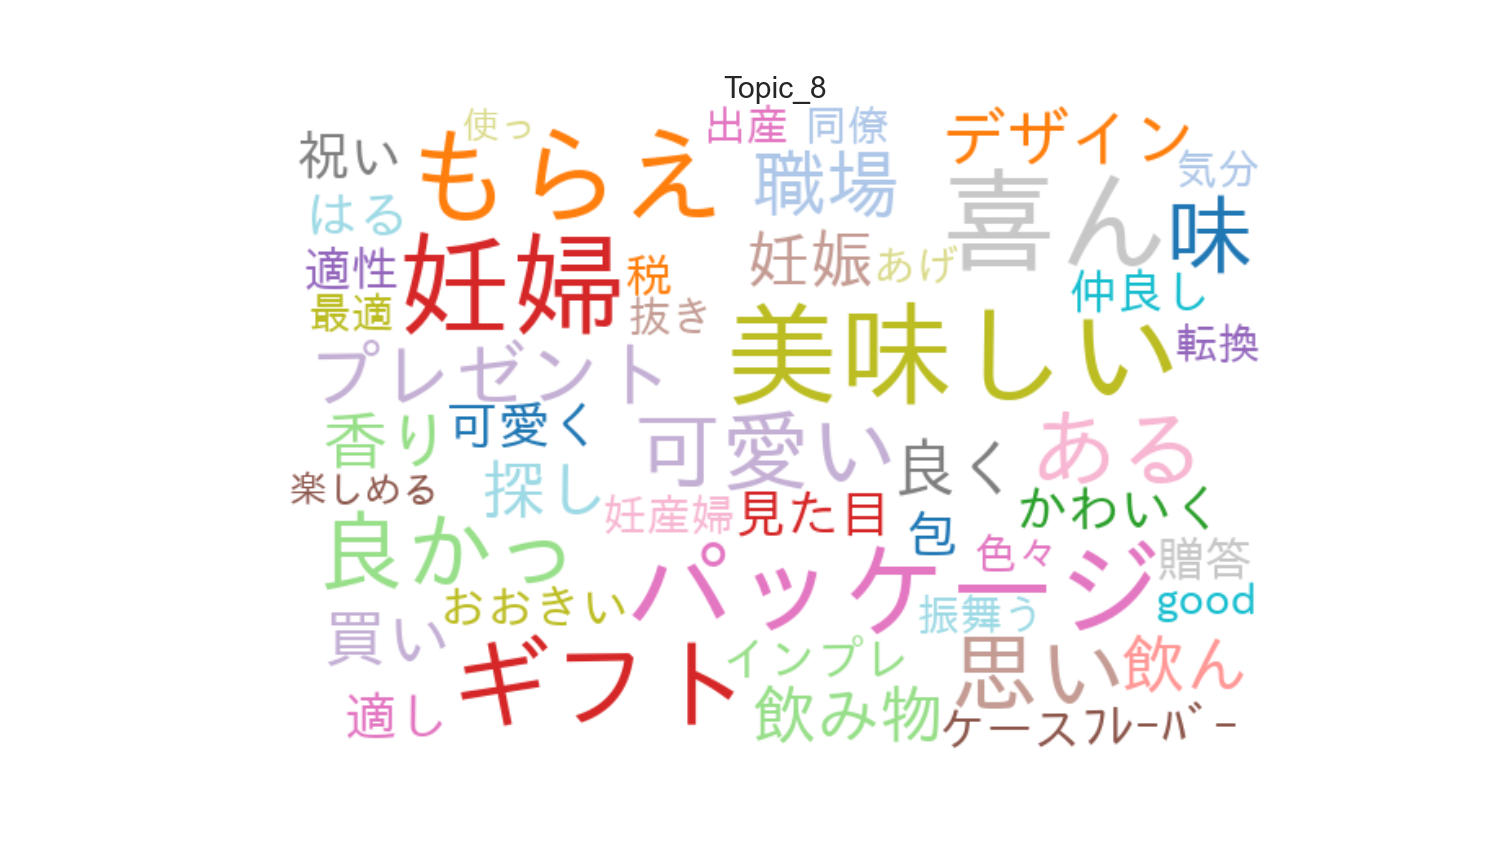 Topic_8
使っ
出産
同僚
デザイン
祝い
もらえ
職場
気分
喜ん
はる
味
妊婦
適性
税
妊娠
あげ
仲良し
最適
抜き
美味しい
転換
プレゼント
香り
可愛く
可愛い
良く
ある
楽しめる
探し
妊産婦
見た目
包
かわいく
良かっ
色々
贈答
おおきい
パッケージ
振舞う
good
買い
ギフト
インプレ
思い
飲ん
適し
飲み物
ケース
フレーバー